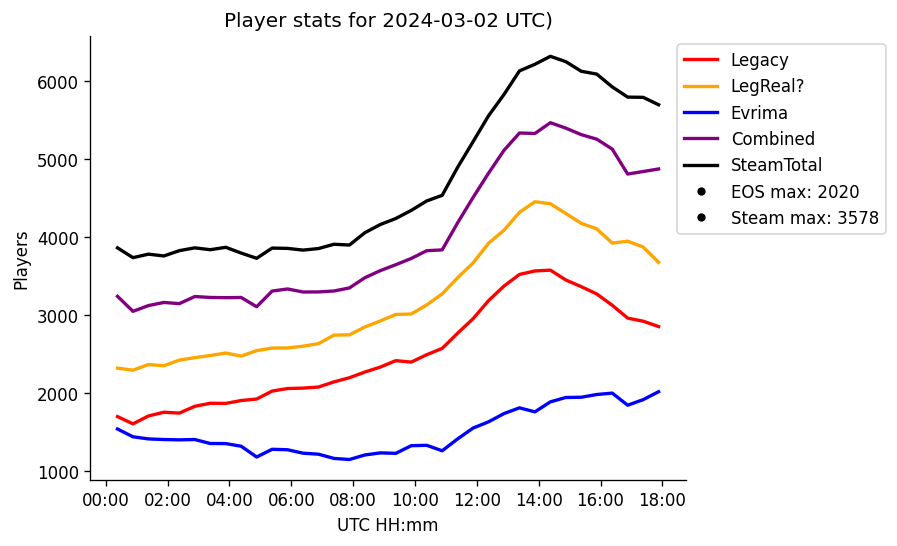 Player stats for 2024-03-02 UTC)
Legacy
LegReal?
Evrima
Combined
SteamTotal
EOS max: 2020
Steam max: 3578
Players
6000
5000
4000
3000
2000
1000
00:00 02:00 04:00 06:00 08:00 10:00 12:00 14:00 16:00 18:00
UTC HH:mm